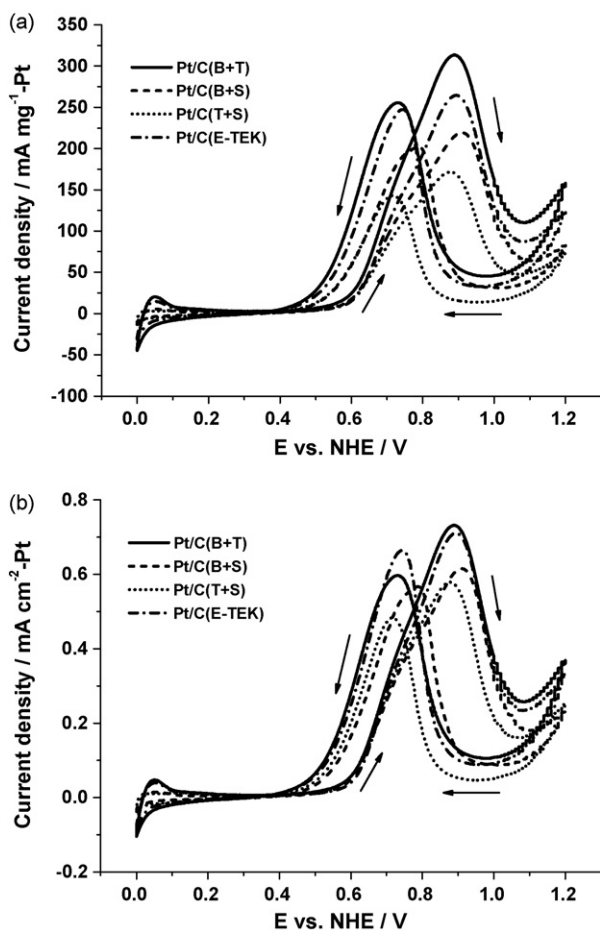 (a)
350
300
250
200
150
100
50
0
-50
-100
Current density / mA mg⁻¹-Pt
Pt/C(B+T)
Pt/C(B+S)
Pt/C(T+S)
Pt/C(E-TEK)
0.0 0.2 0.4 0.6 0.8 1.0 1.2
E vs. NHE / V
(b)
0.8
0.6
0.4
0.2
0.0
-0.2
Current density / mA cm⁻²-Pt
Pt/C(B+T)
Pt/C(B+S)
Pt/C(T+S)
Pt/C(E-TEK)
0.0 0.2 0.4 0.6 0.8 1.0 1.2
E vs. NHE / V